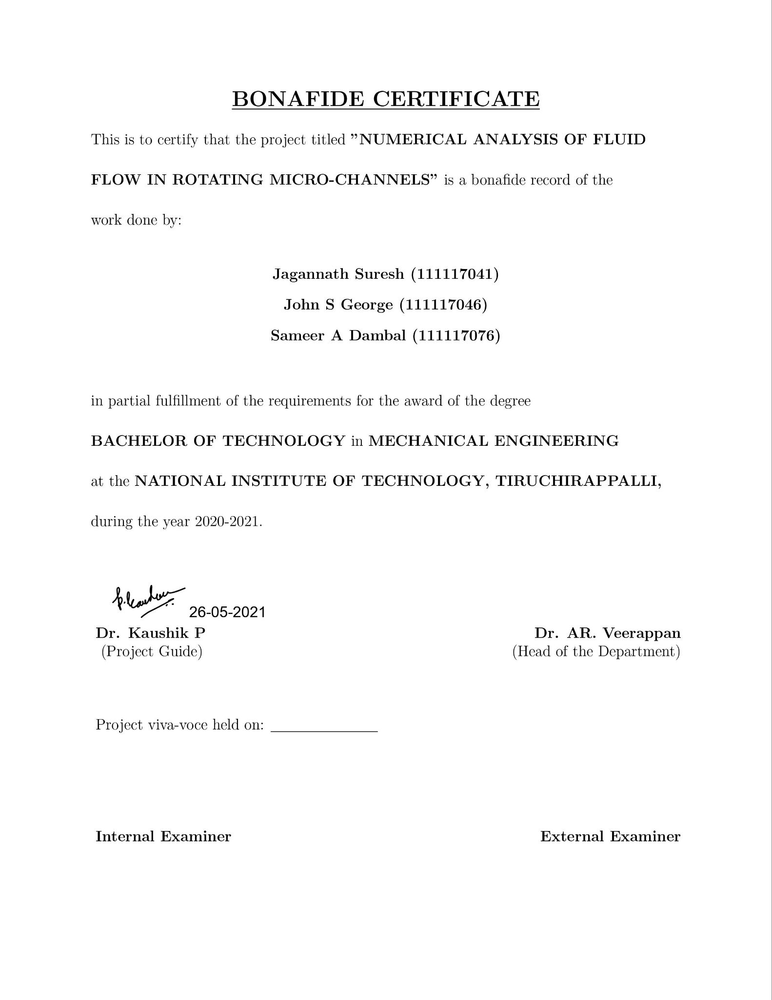 BONAFIDE CERTIFICATE
This is to certify that the project titled ”NUMERICAL ANALYSIS OF FLUID
FLOW IN ROTATING MICRO-CHANNELS” is a bonafide record of the
work done by:
Jagannath Suresh (111117041)
John S George (111117046)
Sameer A Dambal (111117076)
in partial fulfillment of the requirements for the award of the degree
BACHELOR OF TECHNOLOGY in MECHANICAL ENGINEERING
at the NATIONAL INSTITUTE OF TECHNOLOGY, TIRUCHIRAPPALLI,
during the year 2020-2021.
26-05-2021
Dr. Kaushik P
(Project Guide)
Dr. AR. Veerappan
(Head of the Department)
Project viva-voce held on:
Internal Examiner
External Examiner